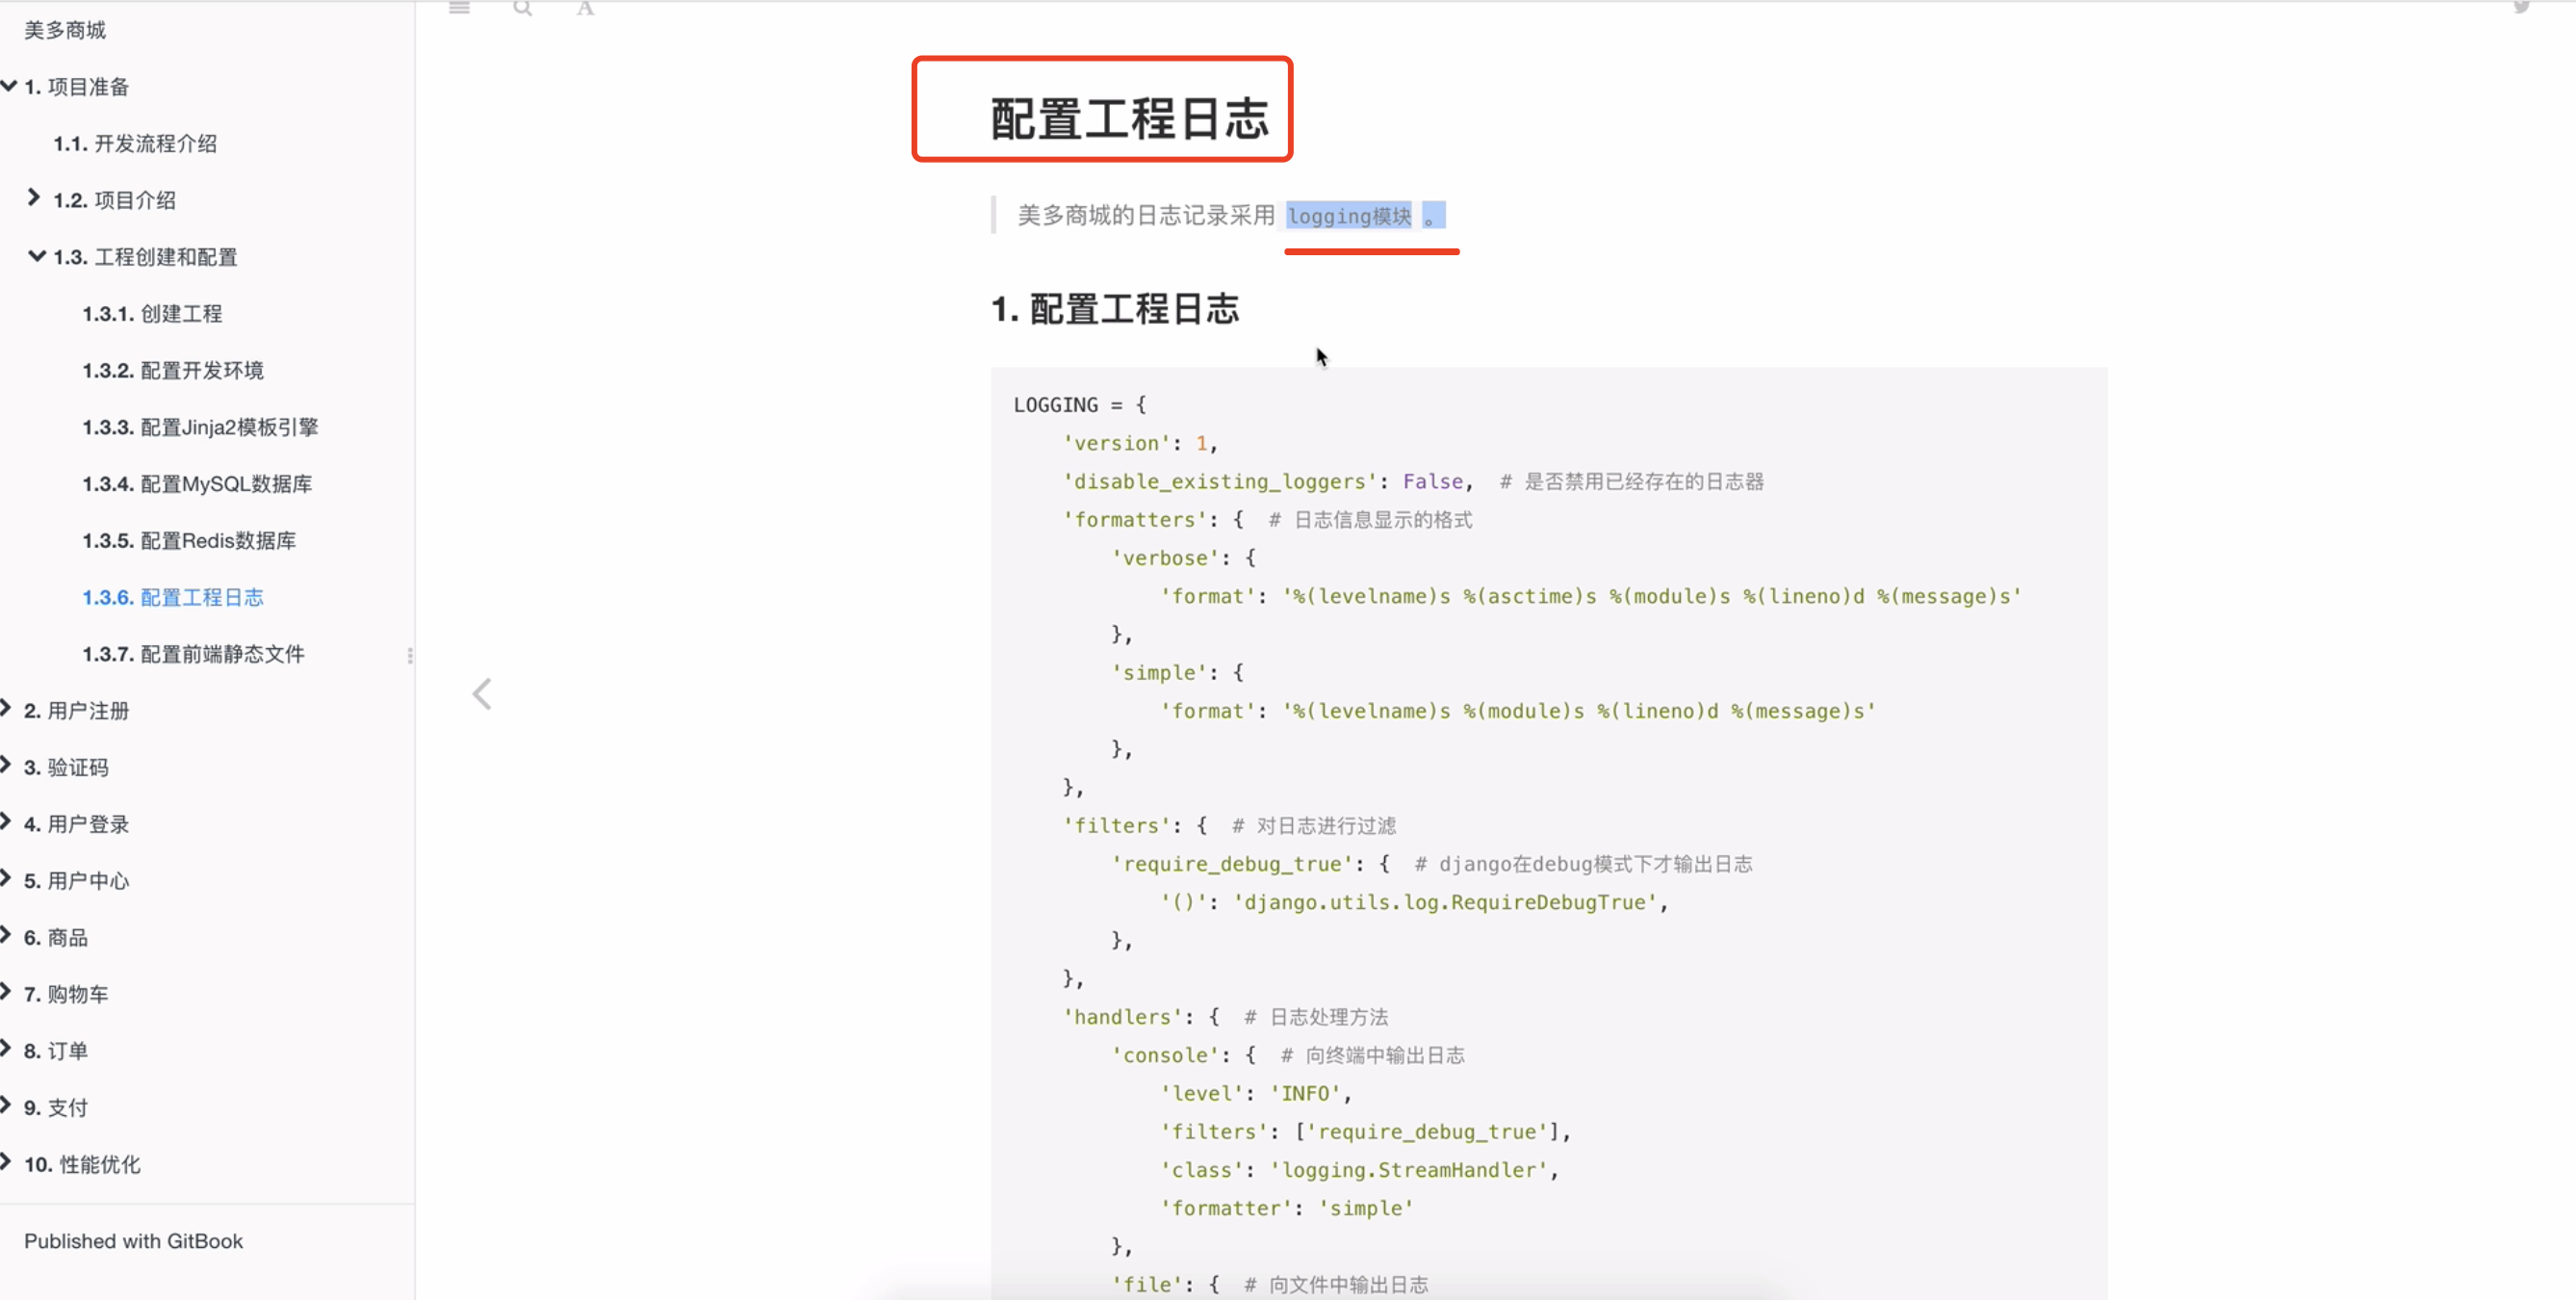 美多商城
1. 项目准备
1.1. 开发流程介绍
1.2. 项目介绍
1.3. 工程创建和配置
1.3.1. 创建工程
1.3.2. 配置开发环境
1.3.3. 配置Jinja2模板引擎
1.3.4. 配置MySQL数据库
1.3.5. 配置Redis数据库
1.3.6. 配置工程日志
1.3.7. 配置前端静态文件
2. 用户注册
3. 验证码
4. 用户登录
5. 用户中心
6. 商品
7. 购物车
8. 订单
9. 支付
10. 性能优化
Published with GitBook
A
配置工程日志
美多商城的日志记录采用 logging模块 。
1. 配置工程日志
LOGGING = {
    'version': 1,
    'disable_existing_loggers': False,  # 是否禁用已经存在的日志器
    'formatters': {  # 日志信息显示的格式
        'verbose': {
            'format': '%(levelname)s %(asctime)s %(module)s %(lineno)d %(message)s'
        },
        'simple': {
            'format': '%(levelname)s %(module)s %(lineno)d %(message)s'
        },
    },
    'filters': {  # 对日志进行过滤
        'require_debug_true': {  # django在debug模式下才输出日志
            '()': 'django.utils.log.RequireDebugTrue',
        },
    },
    'handlers': {  # 日志处理方法
        'console': {  # 向终端中输出日志
            'level': 'INFO',
            'filters': ['require_debug_true'],
            'class': 'logging.StreamHandler',
            'formatter': 'simple'
        },
        'file': {  # 向文件中输出日志